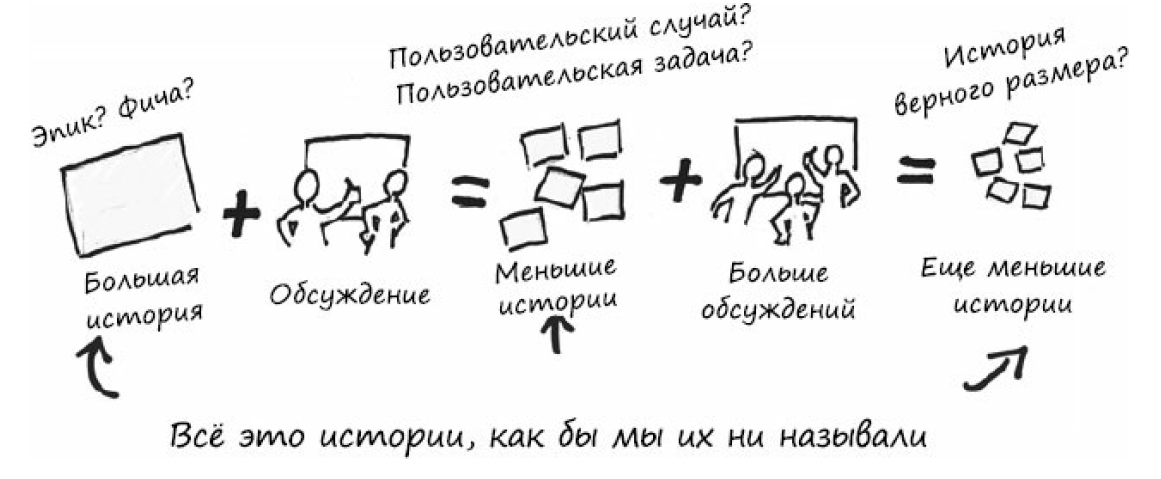 Эпик? Фича?
Пользовательский случай?
Пользовательская задача?
История
верного размера?
Большая
история
Обсуждение
Меньшие
истории
Больше
обсуждений
Еще меньшие
истории
Всё это истории, как бы мы их ни называли